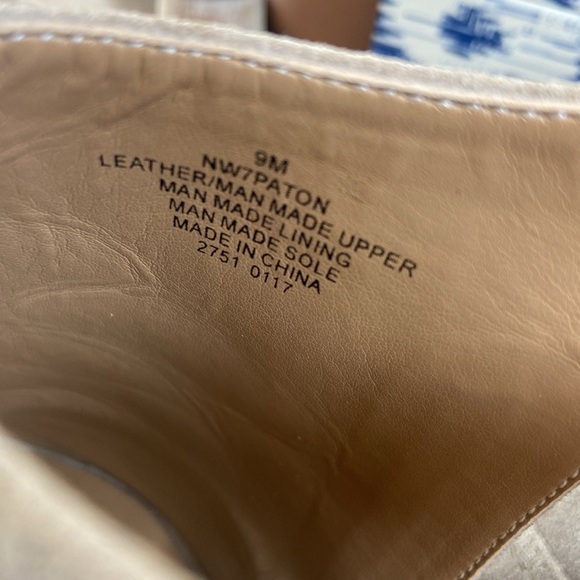 9M
NW7PATON
LEATHER/MAN MADE UPPER
MAN MADE LINING
MAN MADE SOLE
MADE IN CHINA
2751 0117